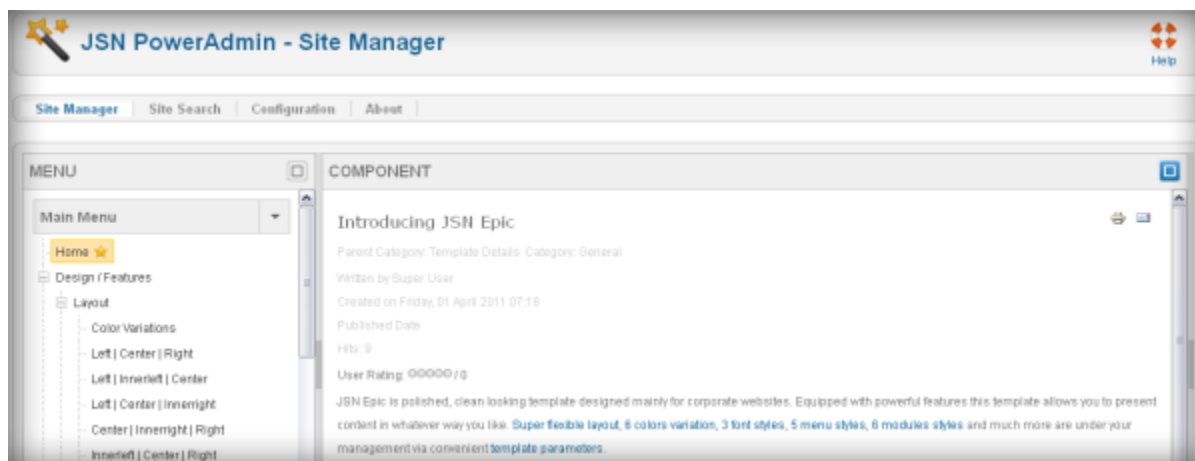 JSN PowerAdmin - Site Manager
Help
Site Manager
Site Search
Configuration
About
MENU
COMPONENT
Main Menu
Home
Design / Features
Layout
Color Variations
Left | Center | Right
Left | Innerleft | Center
Left | Center | Innerright
Center | Innerright | Right
Innerleft | Center | Right
Introducing JSN Epic
Parent Category: Template Details Category: General
Written by Super User
Created on Friday, 01 April 2011 07:18
Published Date
Hits: 9
User Rating: / 0
JSN Epic is polished, clean looking template designed mainly for corporate websites. Equipped with powerful features this template allows you to present
content in whatever way you like. Super flexible layout, 6 colors variation, 3 font styles, 5 menu styles, 6 modules styles and much more are under your
management via convenient template parameters.